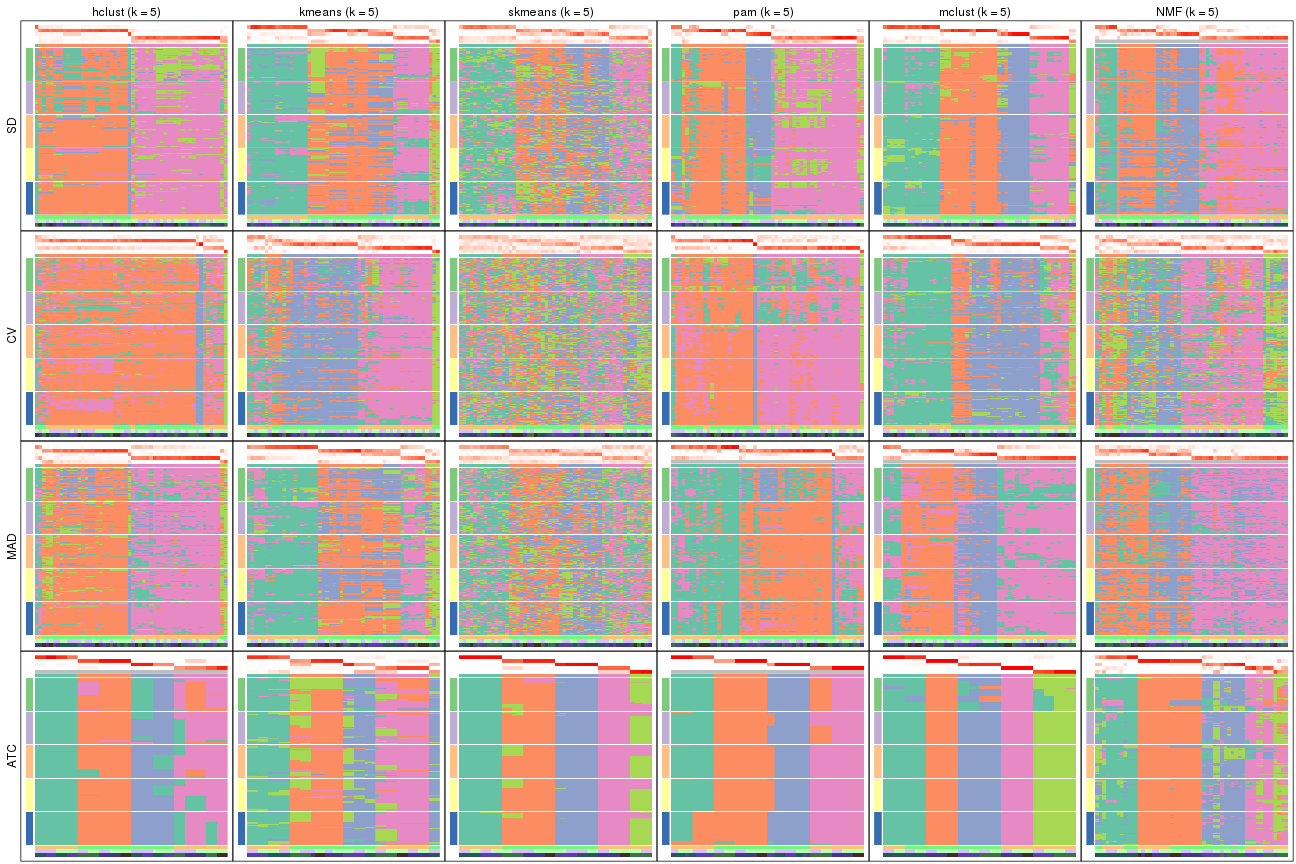 hclust (k = 5) kmeans (k = 5) skmeans (k = 5) pam (k = 5) mclust (k = 5) NMF (k = 5)
SD
CV
MAD
ATC